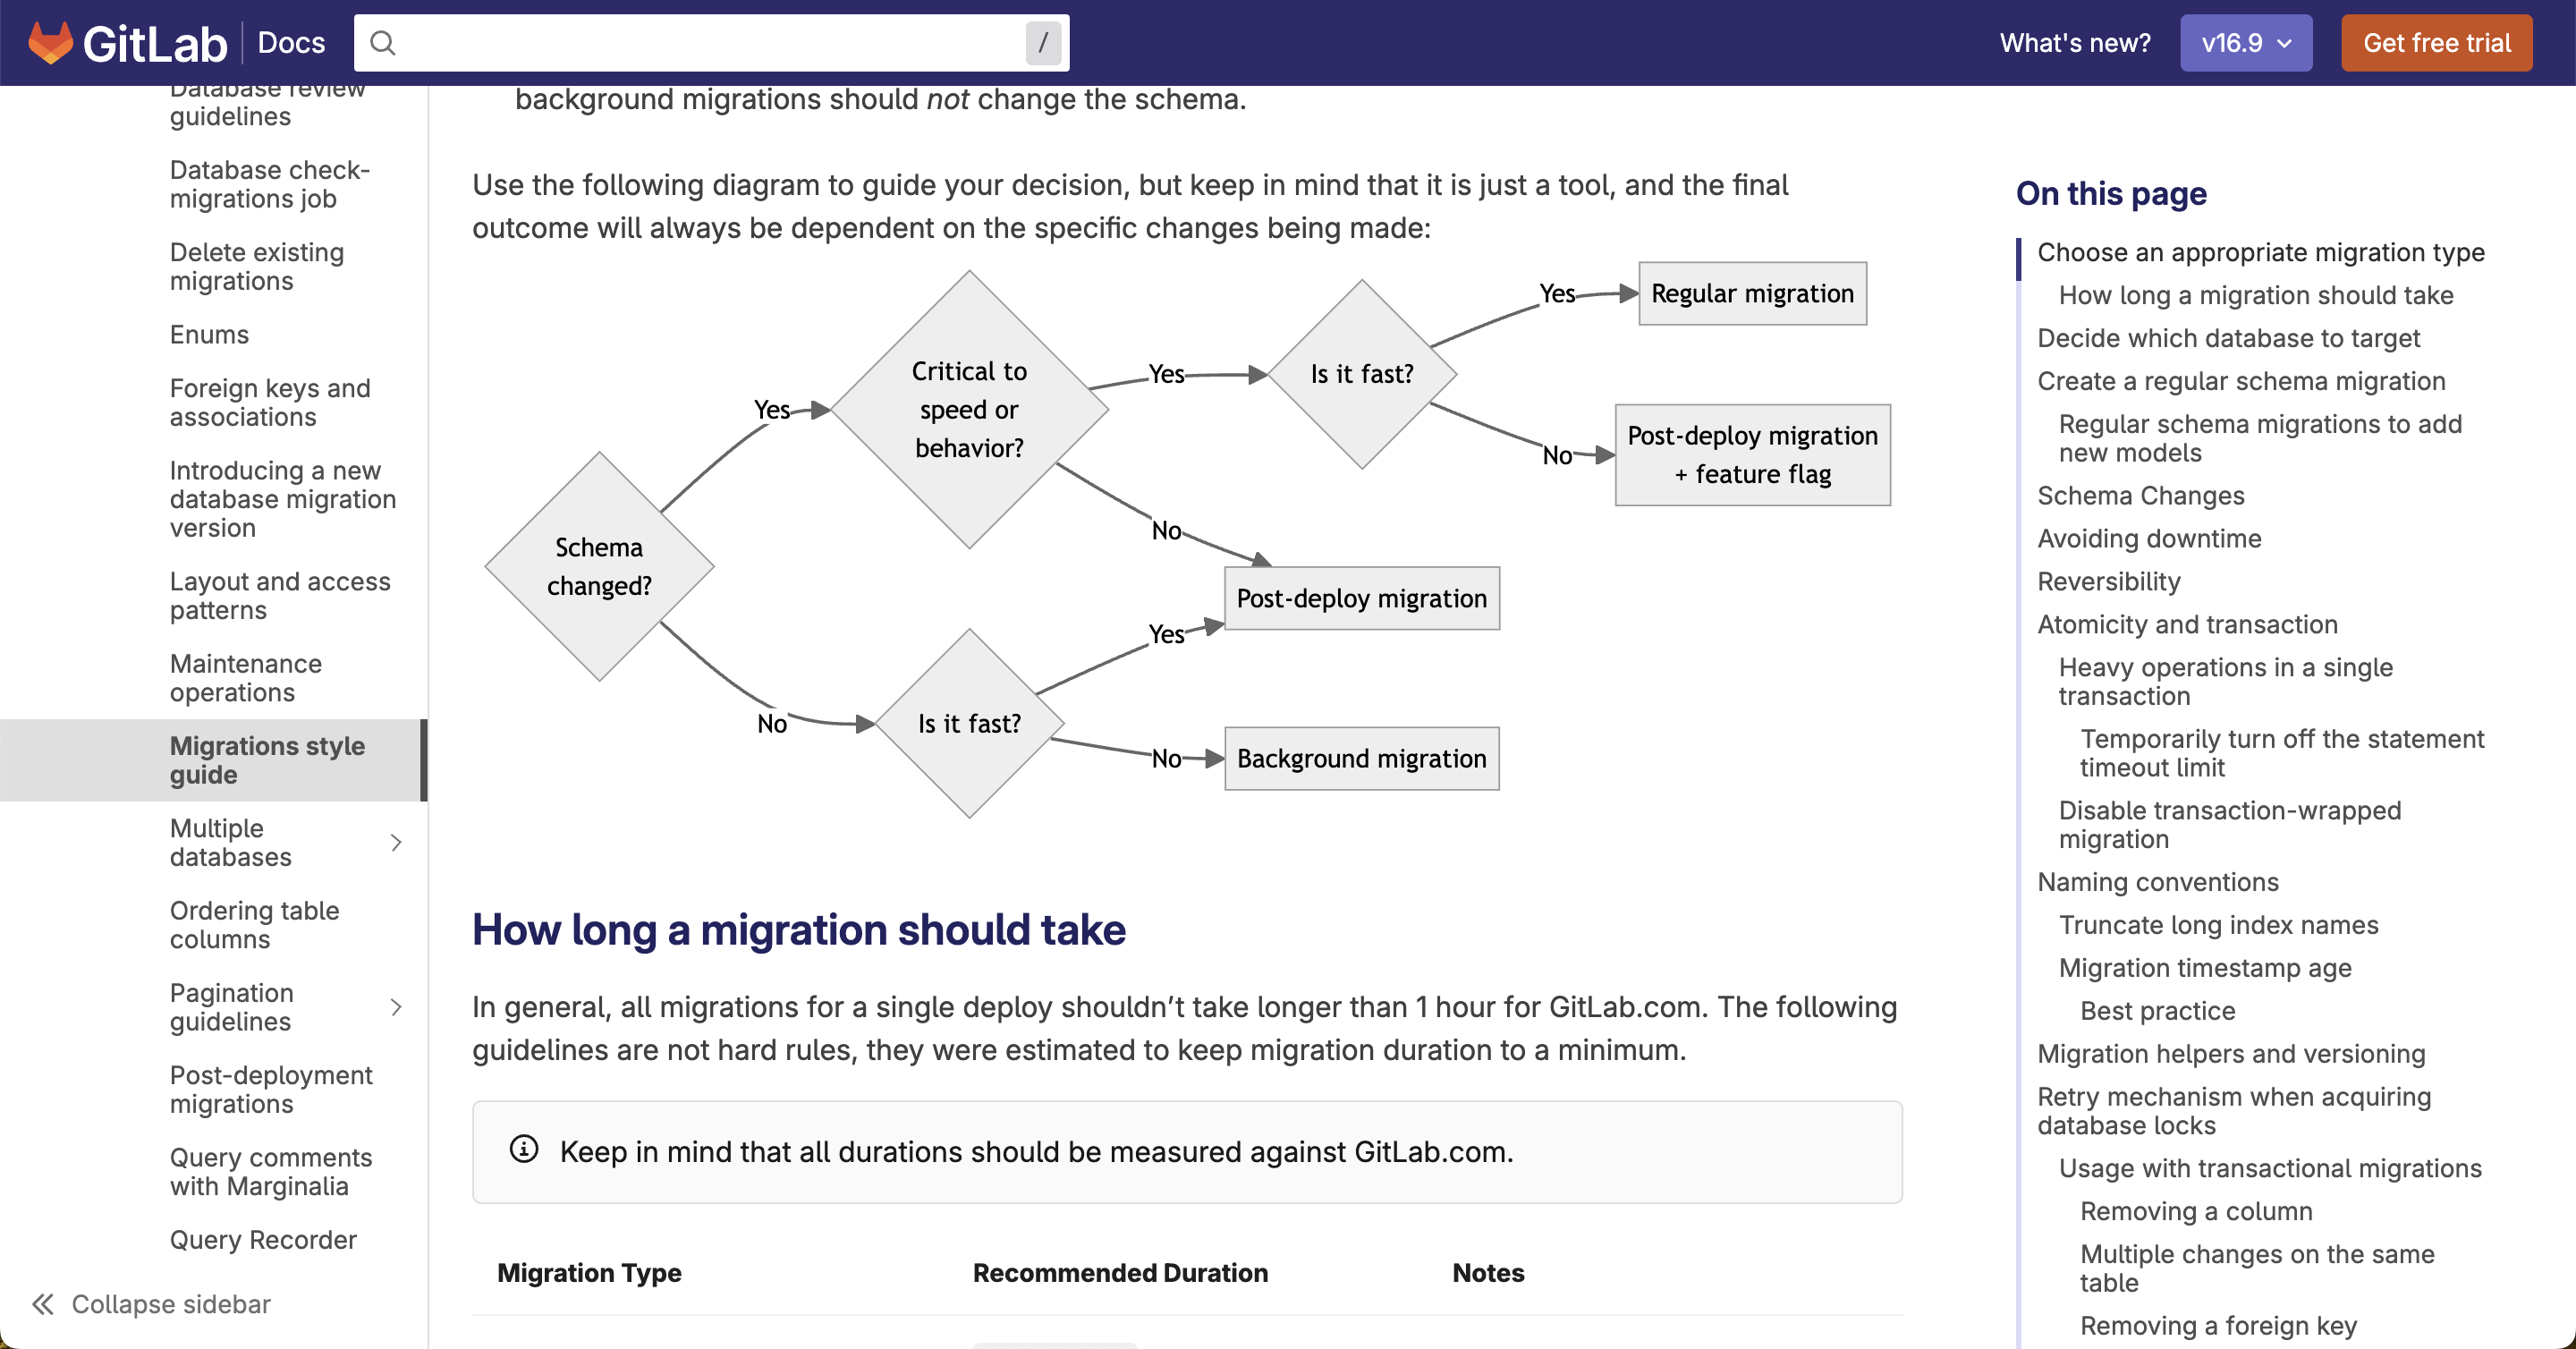 GitLab Docs
/
What's new?
v16.9
Get free trial
Database review
guidelines
Database check-
migrations job
Delete existing
migrations
Enums
Foreign keys and
associations
Introducing a new
database migration
version
Layout and access
patterns
Maintenance
operations
Migrations style
guide
Multiple
databases
Ordering table
columns
Pagination
guidelines
Post-deployment
migrations
Query comments
with Marginalia
Query Recorder
Collapse sidebar
background migrations should not change the schema.
Use the following diagram to guide your decision, but keep in mind that it is just a tool, and the final
outcome will always be dependent on the specific changes being made:
Schema
changed?
Yes
No
Critical to
speed or
behavior?
Yes
No
Is it fast?
Yes
No
Is it fast?
Yes
No
Regular migration
Post-deploy migration
+ feature flag
Post-deploy migration
Background migration
How long a migration should take
In general, all migrations for a single deploy shouldn’t take longer than 1 hour for GitLab.com. The following
guidelines are not hard rules, they were estimated to keep migration duration to a minimum.
Keep in mind that all durations should be measured against GitLab.com.
Migration Type Recommended Duration Notes
On this page
Choose an appropriate migration type
How long a migration should take
Decide which database to target
Create a regular schema migration
Regular schema migrations to add
new models
Schema Changes
Avoiding downtime
Reversibility
Atomicity and transaction
Heavy operations in a single
transaction
Temporarily turn off the statement
timeout limit
Disable transaction-wrapped
migration
Naming conventions
Truncate long index names
Migration timestamp age
Best practice
Migration helpers and versioning
Retry mechanism when acquiring
database locks
Usage with transactional migrations
Removing a column
Multiple changes on the same
table
Removing a foreign key